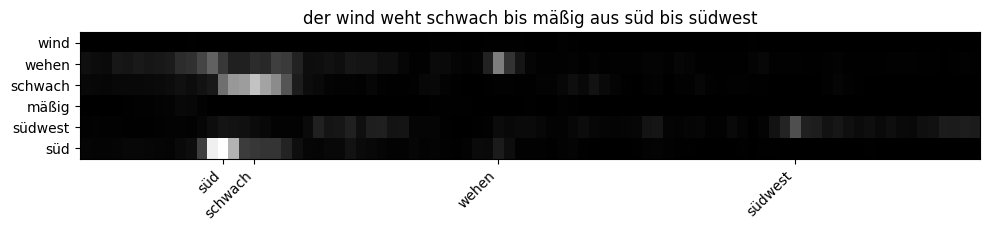 der wind weht schwach bis mäßig aus süd bis südwest
wind
wehen
schwach
mäßig
südwest
süd
süd
schwach
wehen
südwest